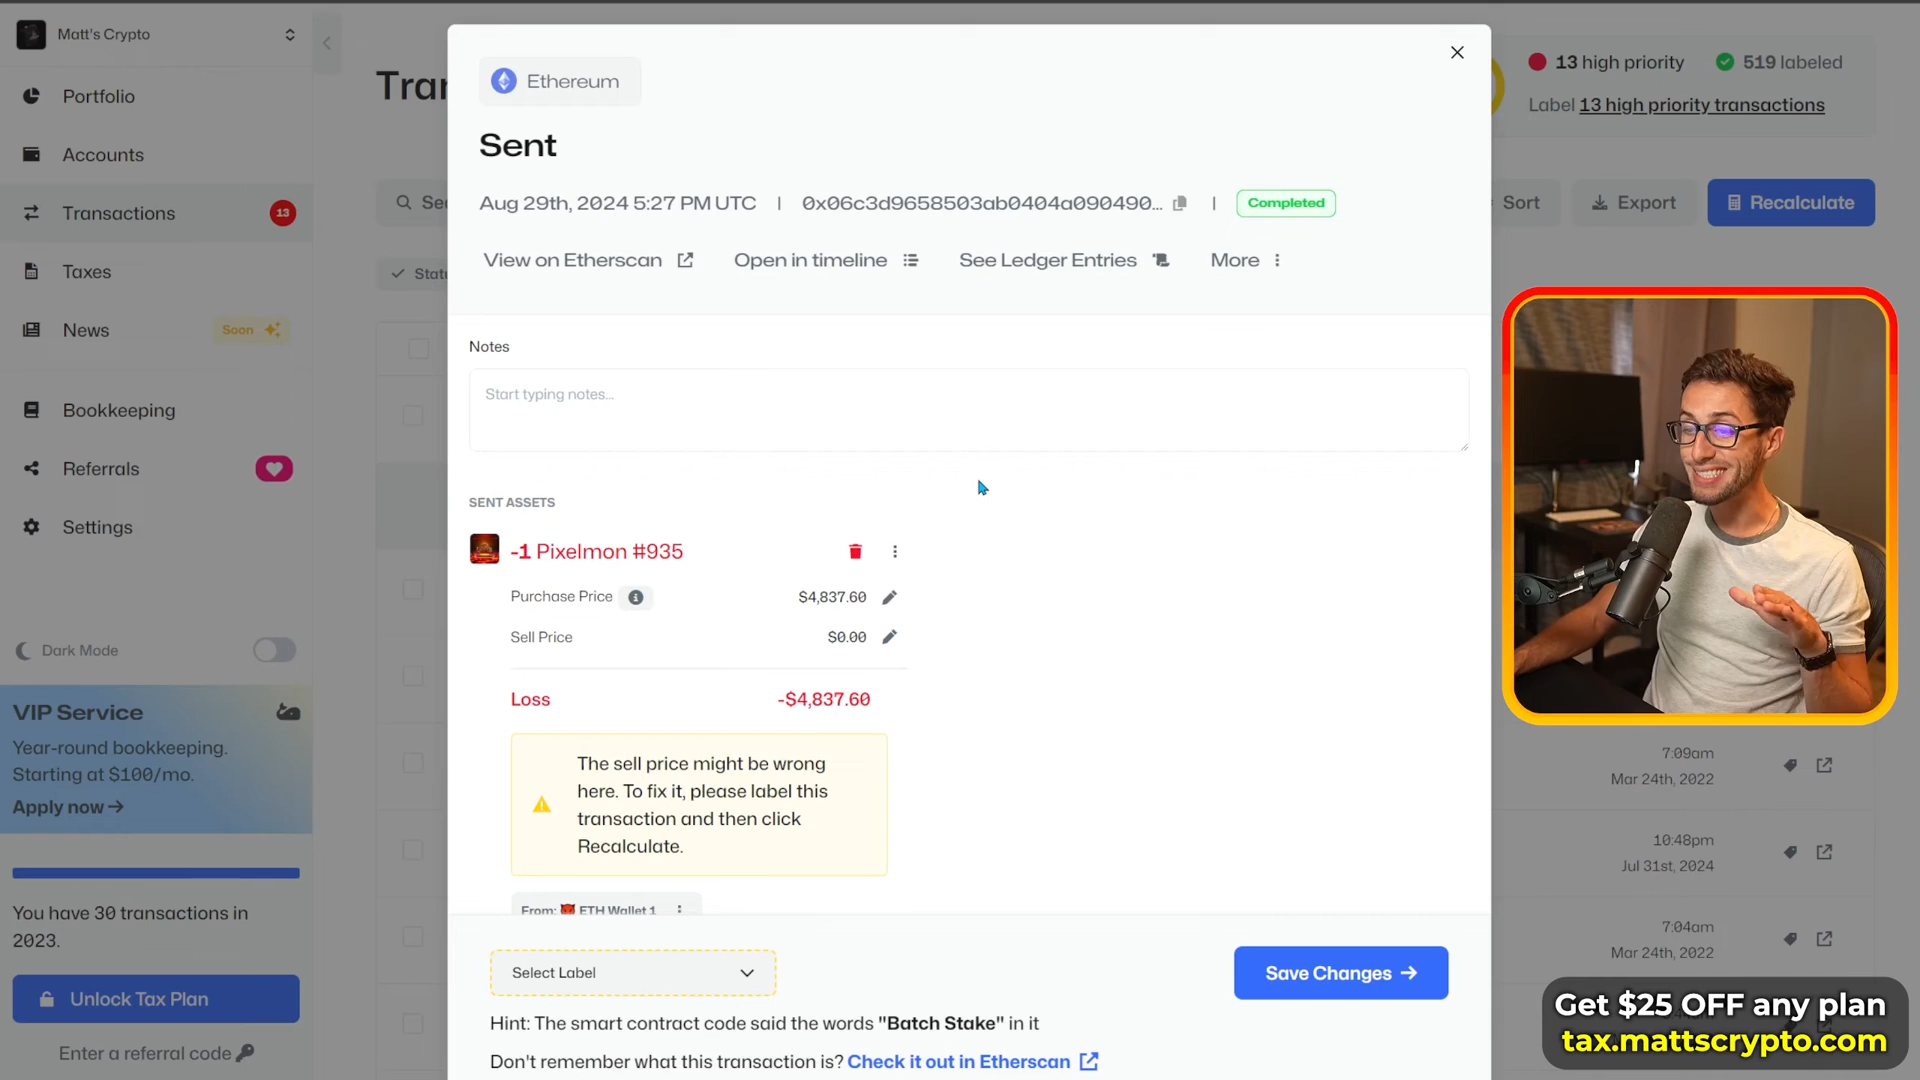 Matt's Crypto
Portfolio
Accounts
Transactions
13
Taxes
News
Soon
Bookkeeping
Referrals
Settings
Dark Mode
VIP Service
Year-round bookkeeping.
Starting at $100/mo.
Apply now →
You have 30 transactions in
2023.
Unlock Tax Plan
Enter a referral code
Tran
Sea
Statu
13 high priority
519 labeled
Label 13 high priority transactions
Sort
Export
Recalculate
Ethereum
Sent
Aug 29th, 2024 5:27 PM UTC | 0x06c3d9658503ab0404a090490... | Completed
View on Etherscan
Open in timeline
See Ledger Entries
More
Notes
Start typing notes...
SENT ASSETS
-1 Pixelmon #935
Purchase Price
$4,837.60
Sell Price
$0.00
Loss
-$4,837.60
The sell price might be wrong
here. To fix it, please label this
transaction and then click
Recalculate.
From: ETH Wallet 1
Select Label
Save Changes →
Hint: The smart contract code said the words "Batch Stake" in it
Don't remember what this transaction is? Check it out in Etherscan
7:09am
Mar 24th, 2022
10:48pm
Jul 31st, 2024
7:04am
Mar 24th, 2022
Get $25 OFF any plan
tax.mattscrypto.com